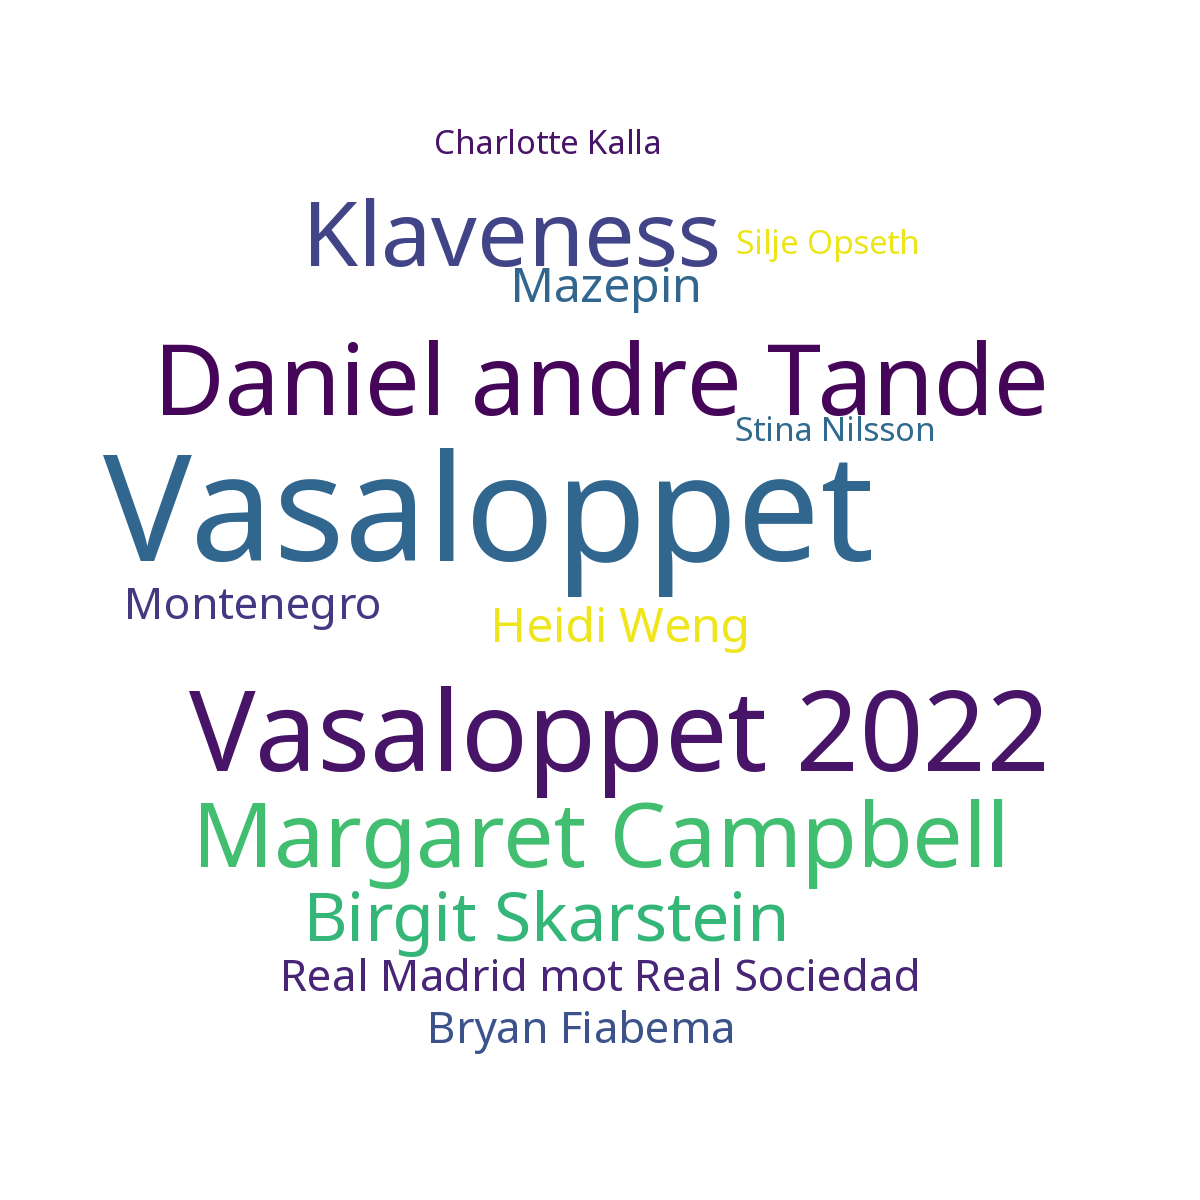 Charlotte Kalla
Klaveness
Silje Opseth
Mazepin
Daniel andre Tande
Stina Nilsson
Vasaloppet
Montenegro
Heidi Weng
Vasaloppet 2022
Margaret Campbell
Birgit Skarstein
Real Madrid mot Real Sociedad
Bryan Fiabema